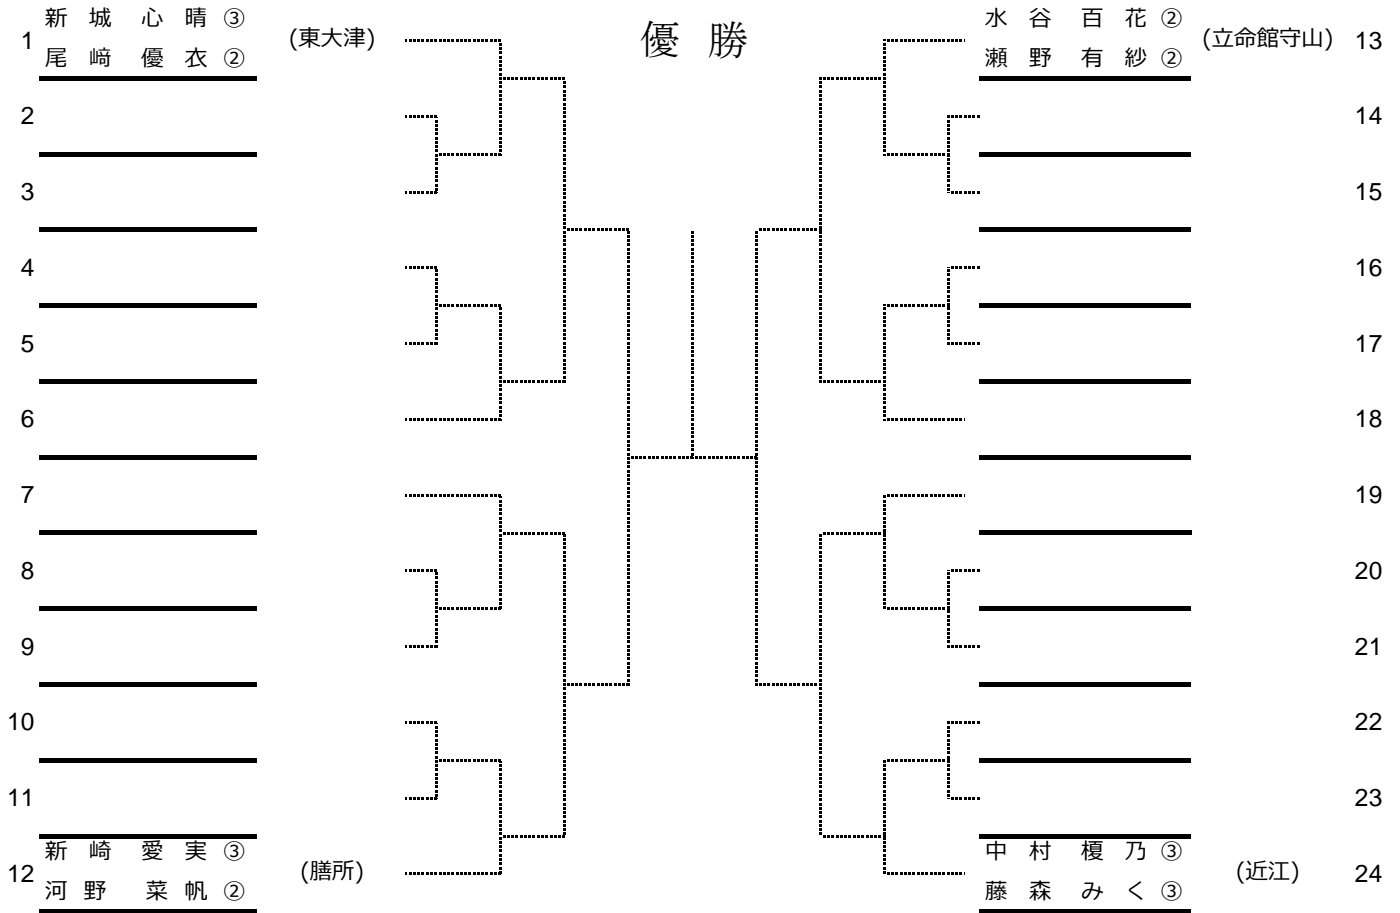 優 勝
1 新 城 心 晴 ③ (東大津)
尾 﨑 優 衣 ②
2
3
4
5
6
7
8
9
10
11
12 新 崎 愛 実 ③ (膳所)
河 野 菜 帆 ②
水 谷 百 花 ② (立命館守山) 13
瀬 野 有 紗 ②
14
15
16
17
18
19
20
21
22
23
中 村 榎 乃 ③ (近江) 24
藤 森 み く ③